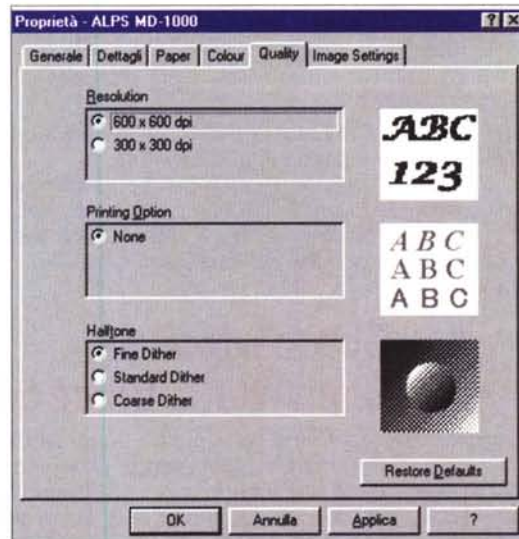 Proprietà - ALPS MD-1000
Generale Dettagli Paper Colour Quality Image Settings
Resolution
600 x 600 dpi
300 x 300 dpi
ABC
123
Printing Option
None
A B C
A B C
A B C
Halftone
Fine Dither
Standard Dither
Coarse Dither
Restore Defaults
OK Annulla Applica ?